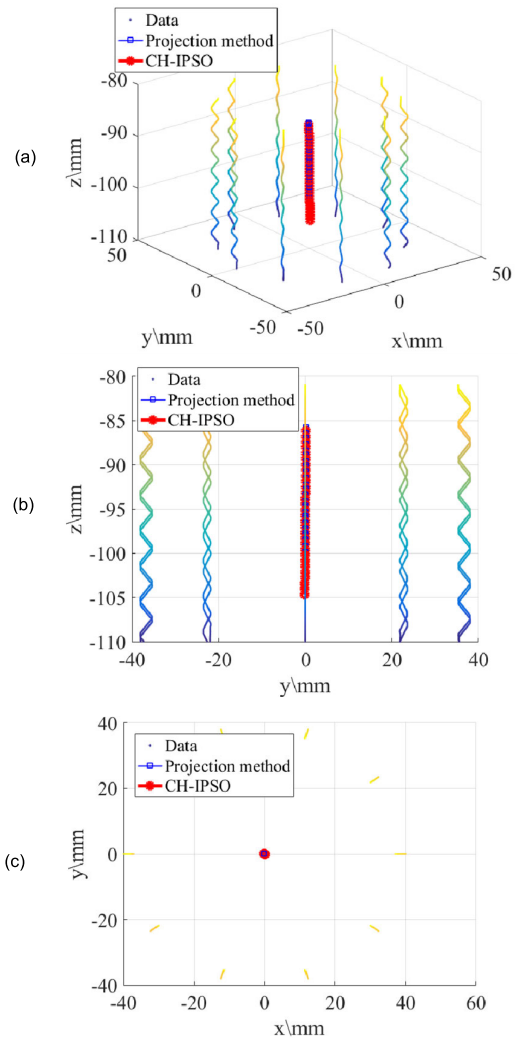 Data
Projection method
CH-IPSO
-80
-90
-100
-110
z\mm
(a)
50
0
-50
y\mm
-50
0
50
x\mm
Data
Projection method
CH-IPSO
-80
-85
-90
-95
-100
-105
-110
z\mm
(b)
-40
-20
0
20
40
y\mm
Data
Projection method
CH-IPSO
40
20
0
-20
-40
y\mm
(c)
-40
-20
0
20
40
60
x\mm